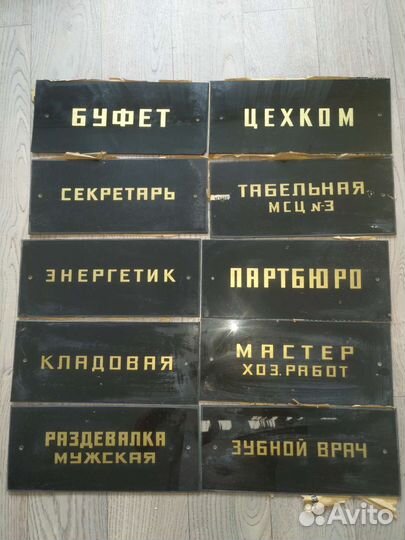 БУФЕТ
ЦЕХКОМ
СЕКРЕТАРЬ
ТАБЕЛЬНАЯ
МСЦ №3
ЭНЕРГЕТИК
ПАРТБЮРО
КЛАДОВАЯ
МАСТЕР
ХОЗ. РАБОТ
РАЗДЕВАЛКА
МУЖСКАЯ
ЗУБНОЙ ВРАЧ
Avito